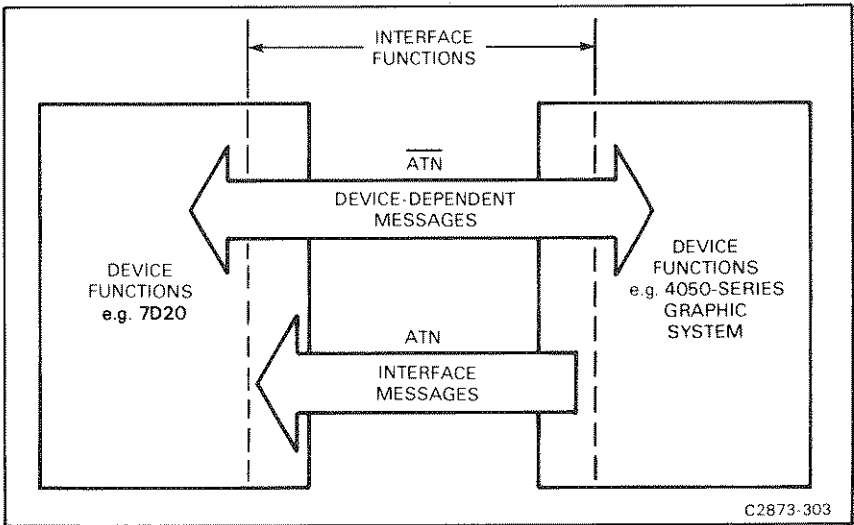 INTERFACE
FUNCTIONS
ATN
DEVICE-DEPENDENT
MESSAGES
DEVICE
FUNCTIONS
e.g. 7D20
DEVICE
FUNCTIONS
e.g. 4050-SERIES
GRAPHIC
SYSTEM
ATN
INTERFACE
MESSAGES
C2873-303